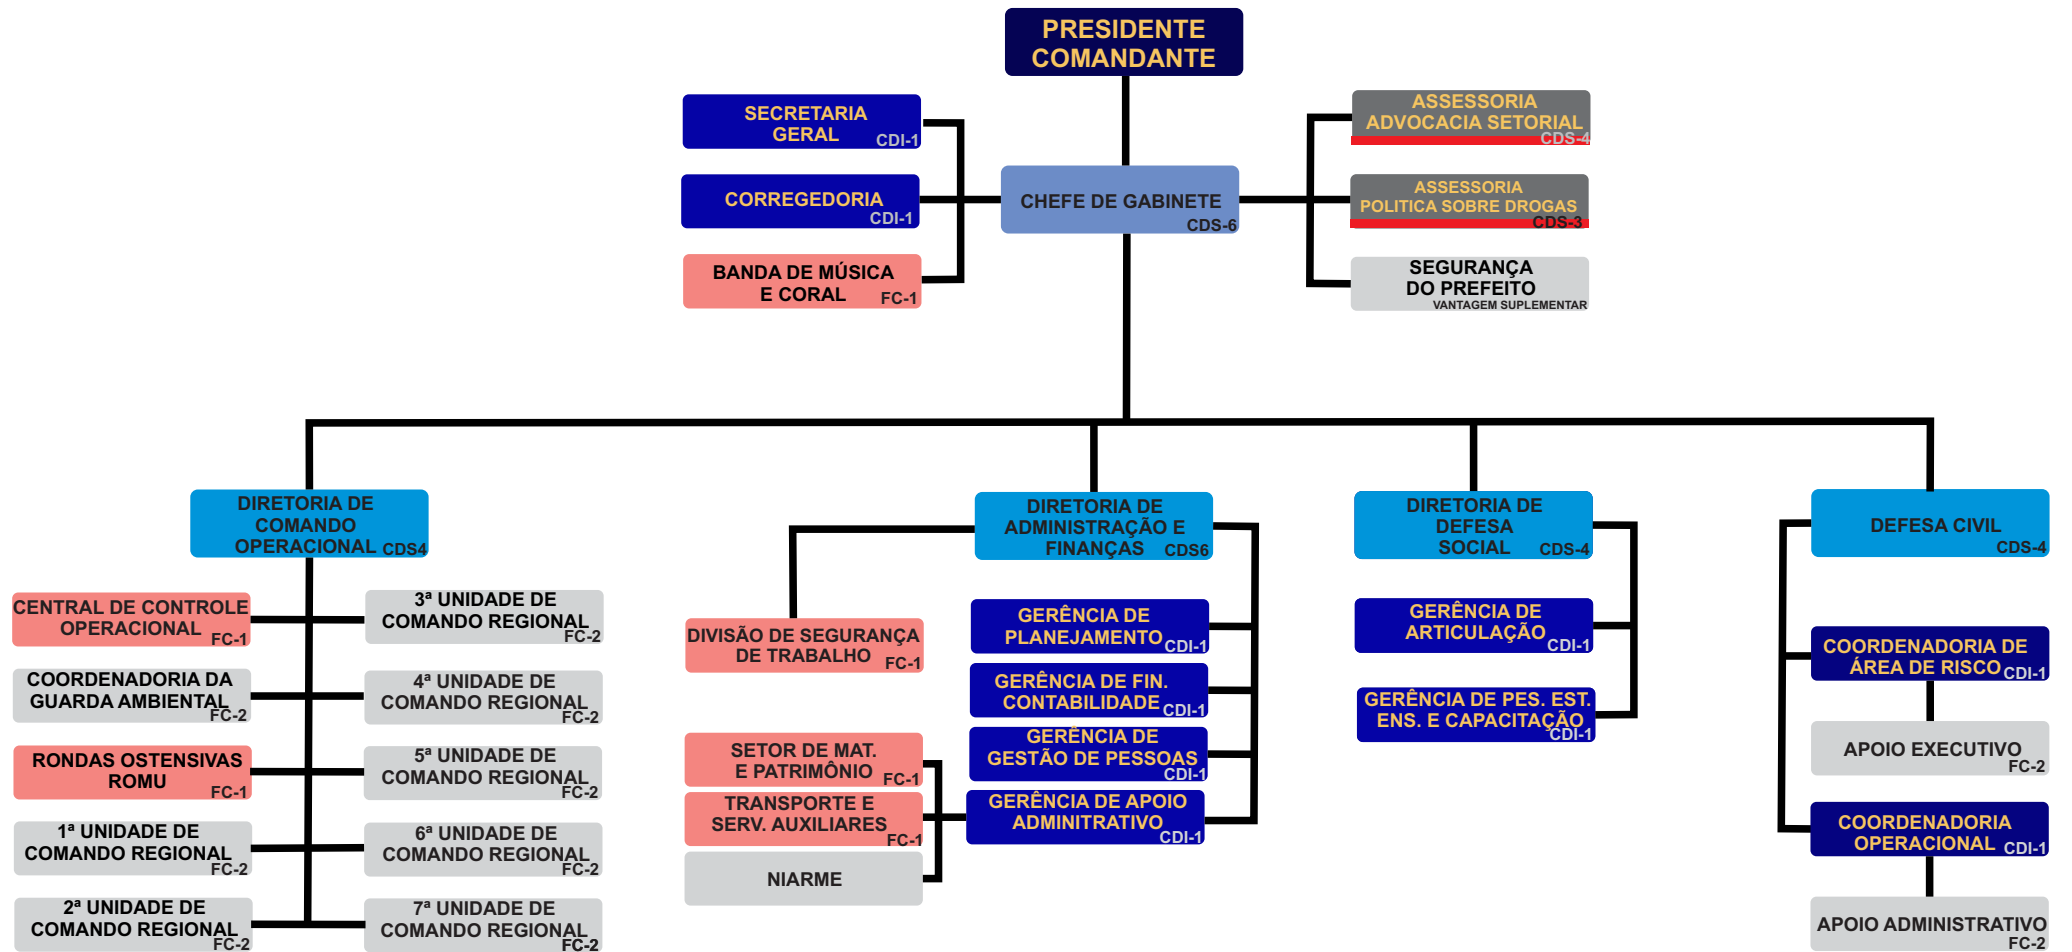 PRESIDENTE
COMANDANTE
SECRETARIA
GERAL
CDI-1
CORREGEDORIA
CDI-1
BANDA DE MÚSICA
E CORAL
FC-1
CHEFE DE GABINETE
CDS-6
ASSESSORIA
ADVOCACIA SETORIAL
CDS-4
ASSESSORIA
POLITICA SOBRE DROGAS
CDS-3
SEGURANÇA
DO PREFEITO
VANTAGEM SUPLEMENTAR
DIRETORIA DE
COMANDO
OPERACIONAL CDS4
CENTRAL DE CONTROLE
OPERACIONAL
FC-1
COORDENADORIA DA
GUARDA AMBIENTAL
FC-2
RONDAS OSTENSIVAS
ROMU
FC-1
1ª UNIDADE DE
COMANDO REGIONAL
FC-2
2ª UNIDADE DE
COMANDO REGIONAL
FC-2
3ª UNIDADE DE
COMANDO REGIONAL
FC-2
4ª UNIDADE DE
COMANDO REGIONAL
FC-2
5ª UNIDADE DE
COMANDO REGIONAL
FC-2
6ª UNIDADE DE
COMANDO REGIONAL
FC-2
7ª UNIDADE DE
COMANDO REGIONAL
FC-2
DIRETORIA DE
ADMINISTRAÇÃO E
FINANÇAS CDS6
DIVISÃO DE SEGURANÇA
DE TRABALHO
FC-1
GERÊNCIA DE
PLANEJAMENTO
CDI-1
GERÊNCIA DE FIN.
CONTABILIDADE
CDI-1
GERÊNCIA DE
GESTÃO DE PESSOAS
CDI-1
GERÊNCIA DE APOIO
ADMINITRATIVO
CDI-1
SETOR DE MAT.
E PATRIMÔNIO
FC-1
TRANSPORTE E
SERV. AUXILIARES
FC-1
NIARME
DIRETORIA DE
DEFESA
SOCIAL CDS-4
GERÊNCIA DE
ARTICULAÇÃO
CDI-1
GERÊNCIA DE PES. EST.
ENS. E CAPACITAÇÃO
CDI-1
DEFESA CIVIL
CDS-4
COORDENADORIA DE
ÁREA DE RISCO
CDI-1
APOIO EXECUTIVO
FC-2
COORDENADORIA
OPERACIONAL
CDI-1
APOIO ADMINISTRATIVO
FC-2